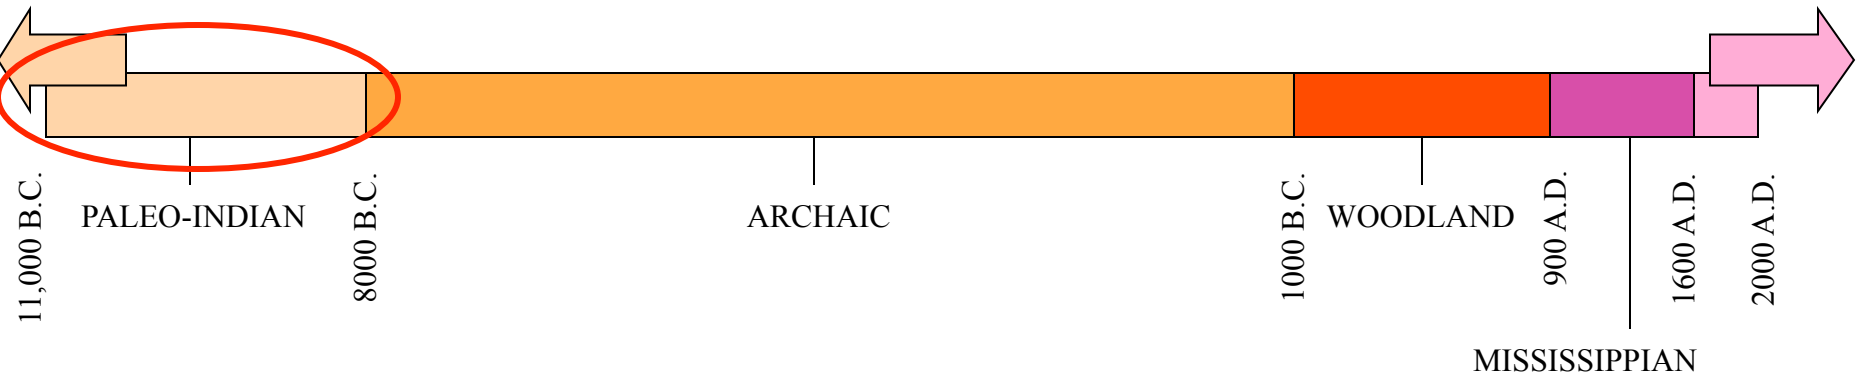 11,000 B.C.
PALEO-INDIAN
8000 B.C.
ARCHAIC
1000 B.C.
WOODLAND
900 A.D.
1600 A.D.
2000 A.D.
MISSISSIPPIAN